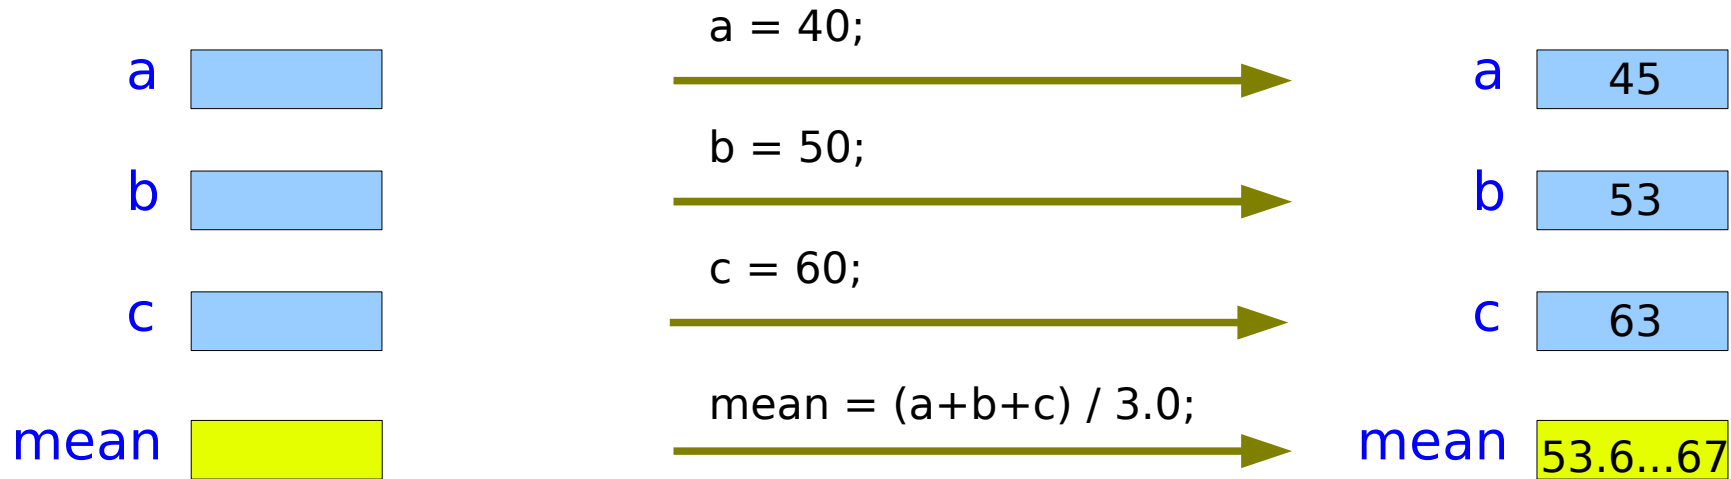 a = 40;
a a 45
b = 50;
b b 53
c = 60;
c c 63
mean = (a+b+c) / 3.0;
mean mean 53.6...67